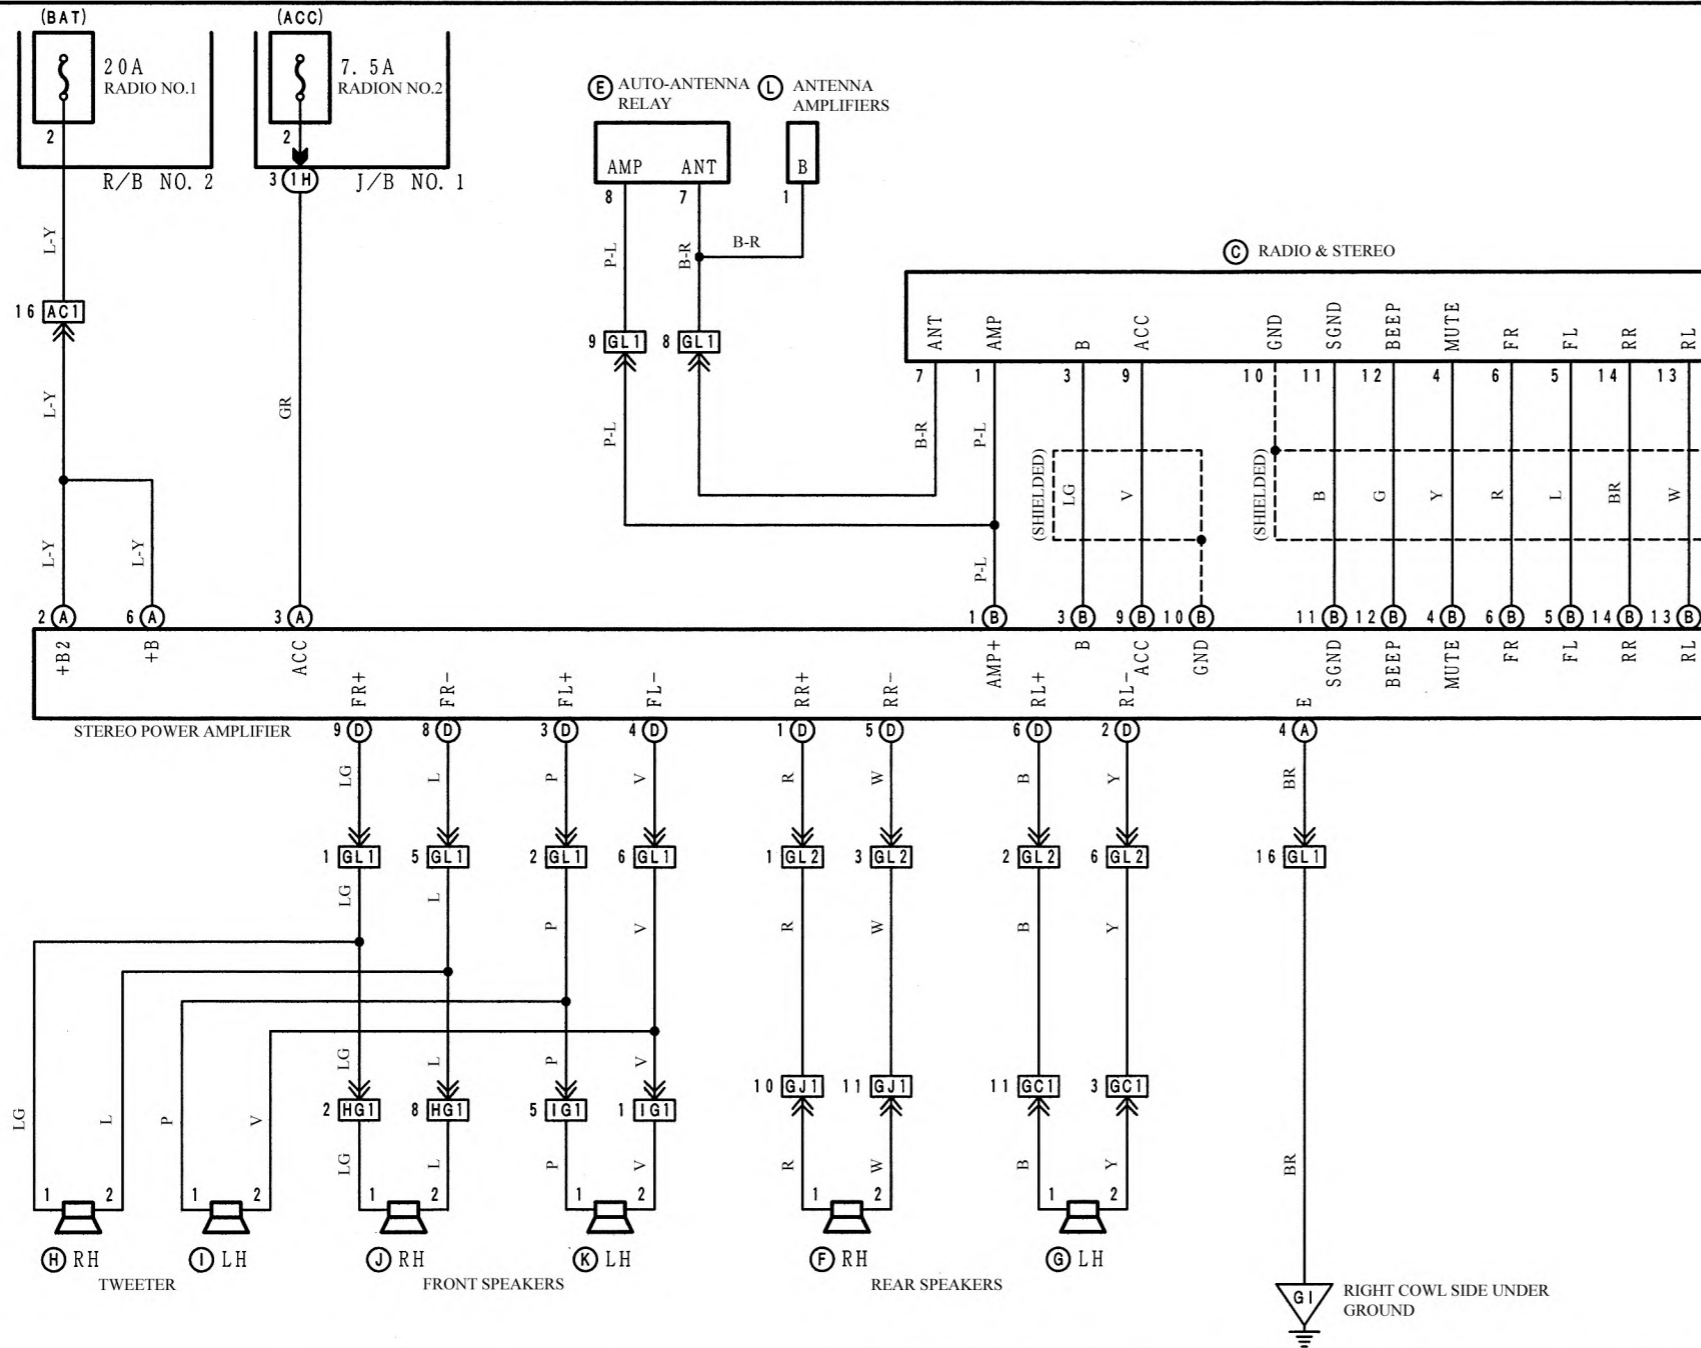 (BAT) (ACC)
20A
RADIO NO.1
7.5A
RADION NO.2
2 2
R/B NO. 2
3 1H J/B NO. 1
E AUTO-ANTENNA
RELAY
L ANTENNA
AMPLIFIERS
AMP ANT B
8 7 1
L-Y P-L B-R B-R
C RADIO & STEREO
16 AC1
9 GL1 8 GL1
ANT AMP B ACC GND SGND BEEP MUTE FR FL RR RL
7 1 3 9 10 11 12 4 6 5 14 13
L-Y GR P-L B-R P-L
(SHIELDED) LG V (SHIELDED) B G Y R L BR W
L-Y L-Y P-L
2 A 6 A 3 A 1 B 3 B 9 B 10 B 11 B 12 B 4 B 6 B 5 B 14 B 13 B
+B2 +B ACC AMP+ B ACC GND SGND BEEP MUTE FR FL RR RL
FR+ FR- FL+ FL- RR+ RR- RL+ RL- E
STEREO POWER AMPLIFIER
9 D 8 D 3 D 4 D 1 D 5 D 6 D 2 D 4 A
LG L P V R W B Y BR
1 GL1 5 GL1 2 GL1 6 GL1 1 GL2 3 GL2 2 GL2 6 GL2 16 GL1
LG L P V R W B Y
LG L P V
10 GJ1 11 GJ1 11 GC1 3 GC1
2 HG1 8 HG1 5 IG1 1 IG1
LG L P V LG L P V R W B Y BR
1 2 1 2 1 2 1 2 1 2 1 2
H RH I LH J RH K LH F RH G LH
TWEETER FRONT SPEAKERS REAR SPEAKERS
GI RIGHT COWL SIDE UNDER
GROUND